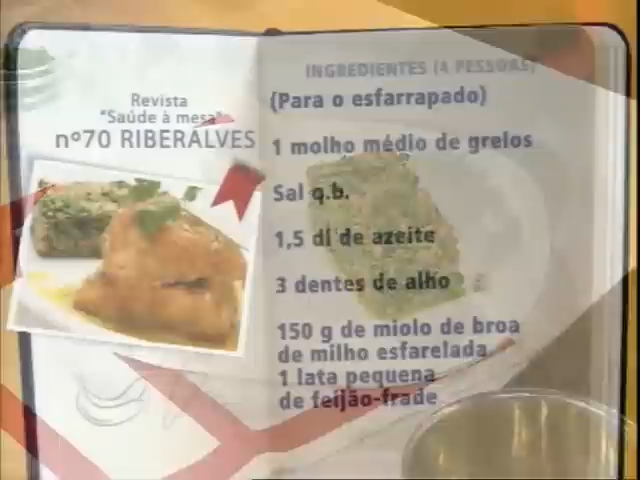 Revista
"Saúde à mesa"
nº70 RIBERALVES
INGREDIENTES (4 PESSOAS)
(Para o esfarrapado)
1 molho médio de grelos
Sal q.b.
1,5 dl de azeite
3 dentes de alho
150 g de miolo de broa
de milho esfarelada
1 lata pequena
de feijão-frade